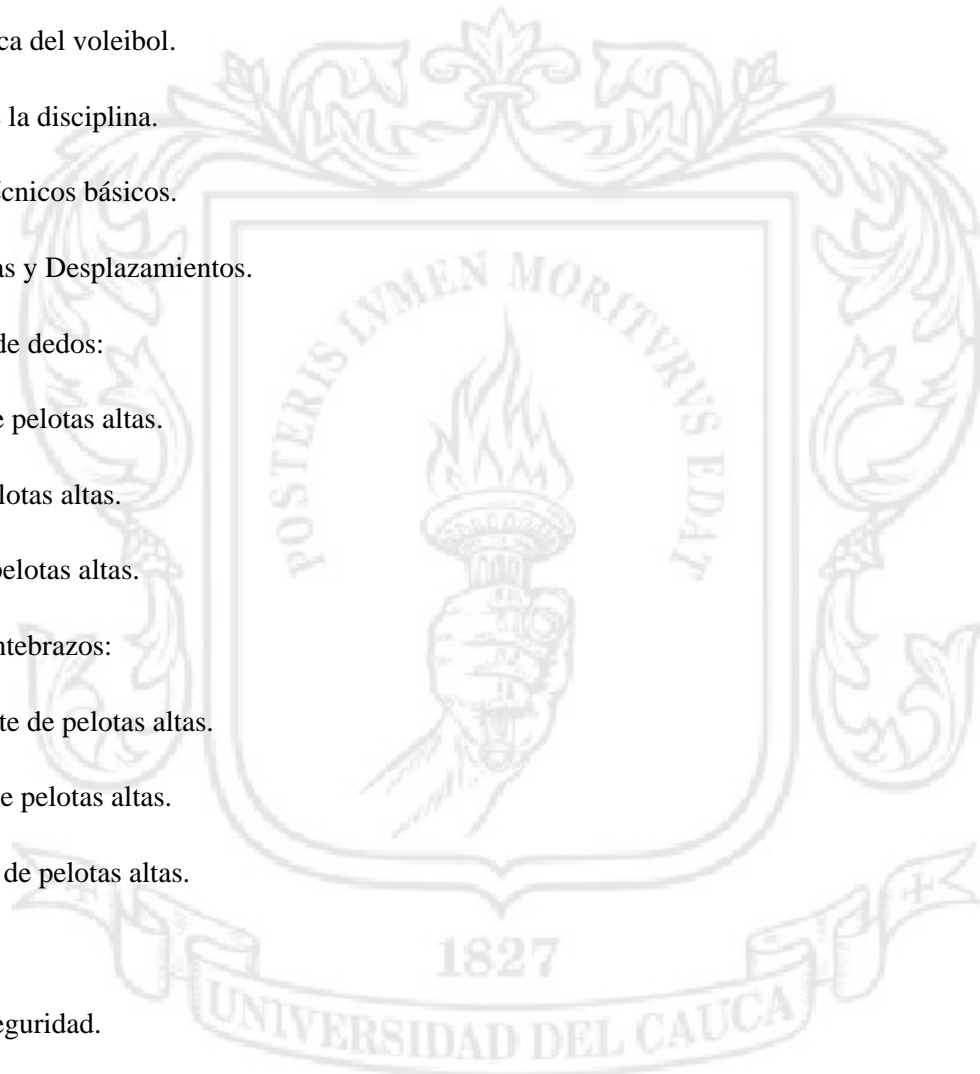 ca del voleibol.
la disciplina.
cnicos básicos.
as y Desplazamientos.
de dedos:
e pelotas altas.
lotas altas.
pelotas altas.
ntebrazos:
te de pelotas altas.
e pelotas altas.
de pelotas altas.
eguridad.
POSTERIS LVMEN MORITVRVS EDAT
1827
UNIVERSIDAD DEL CAUCA